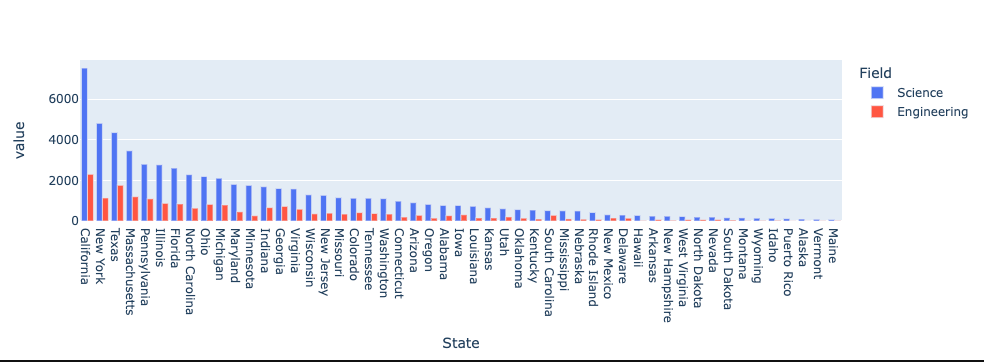 Field
Science
Engineering
value
6000
4000
2000
0
California
New York
Texas
Massachusetts
Pennsylvania
Illinois
Florida
North Carolina
Ohio
Michigan
Maryland
Minnesota
Indiana
Georgia
Virginia
Wisconsin
New Jersey
Missouri
Colorado
Tennessee
Washington
Connecticut
Arizona
Oregon
Alabama
Iowa
Louisiana
Kansas
Utah
Oklahoma
Kentucky
South Carolina
Mississippi
Nebraska
Rhode Island
New Mexico
Delaware
Hawaii
Arkansas
New Hampshire
West Virginia
North Dakota
Nevada
South Dakota
Montana
Wyoming
Idaho
Puerto Rico
Alaska
Vermont
Maine
State